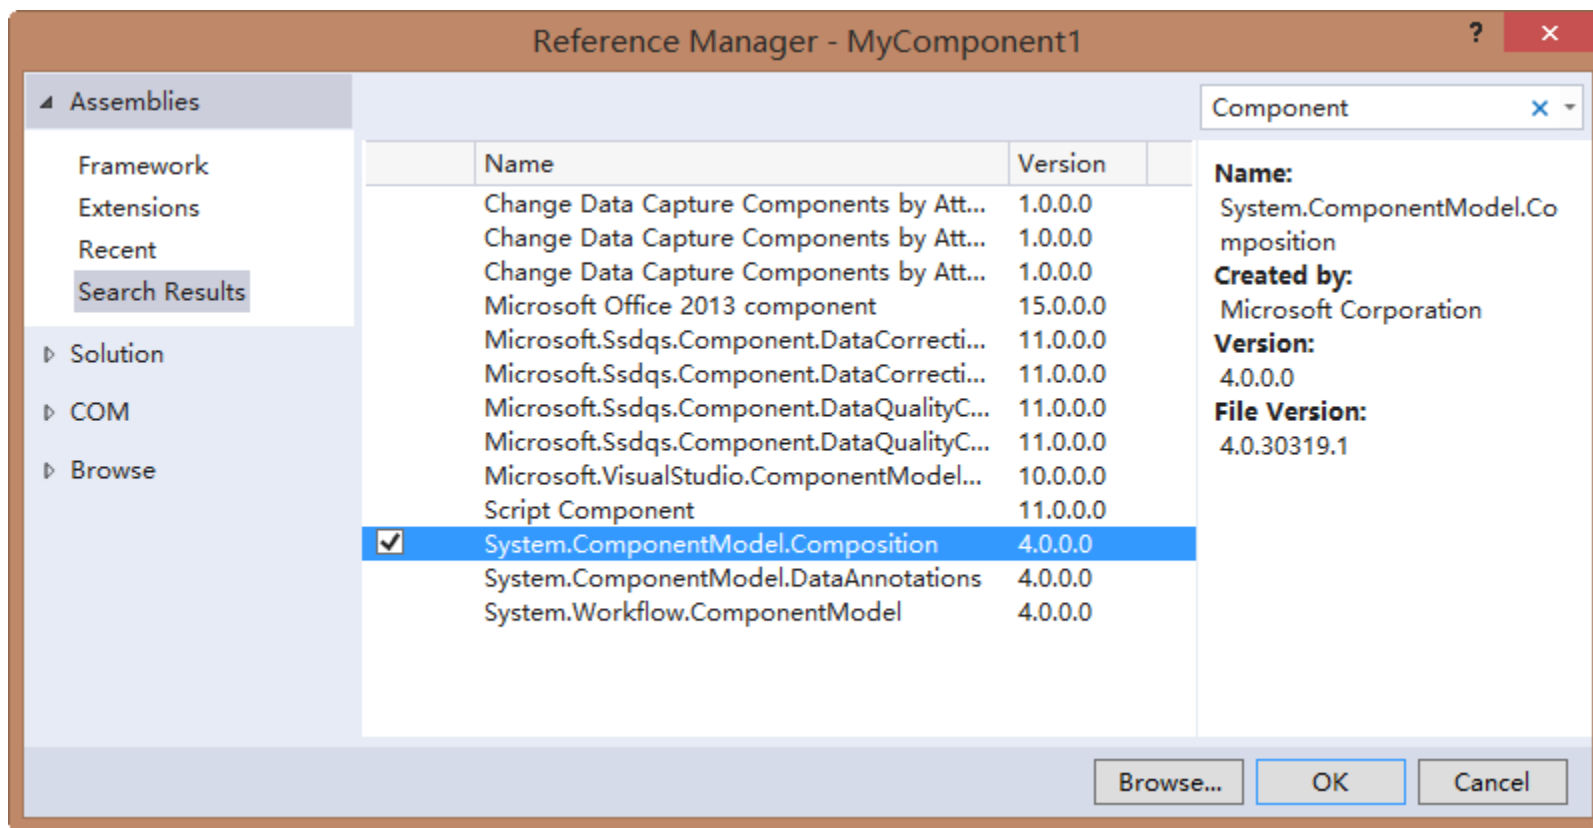 Reference Manager - MyComponent1
?
Assemblies
Component
Framework
Extensions
Recent
Search Results
Solution
COM
Browse
Name Version
Change Data Capture Components by Att... 1.0.0.0
Change Data Capture Components by Att... 1.0.0.0
Change Data Capture Components by Att... 1.0.0.0
Microsoft Office 2013 component 15.0.0.0
Microsoft.Ssdqs.Component.DataCorrecti... 11.0.0.0
Microsoft.Ssdqs.Component.DataCorrecti... 11.0.0.0
Microsoft.Ssdqs.Component.DataQualityC... 11.0.0.0
Microsoft.Ssdqs.Component.DataQualityC... 11.0.0.0
Microsoft.VisualStudio.ComponentModel... 10.0.0.0
Script Component 11.0.0.0
System.ComponentModel.Composition 4.0.0.0
System.ComponentModel.DataAnnotations 4.0.0.0
System.Workflow.ComponentModel 4.0.0.0
Name:
System.ComponentModel.Co
mposition
Created by:
Microsoft Corporation
Version:
4.0.0.0
File Version:
4.0.30319.1
Browse... OK Cancel